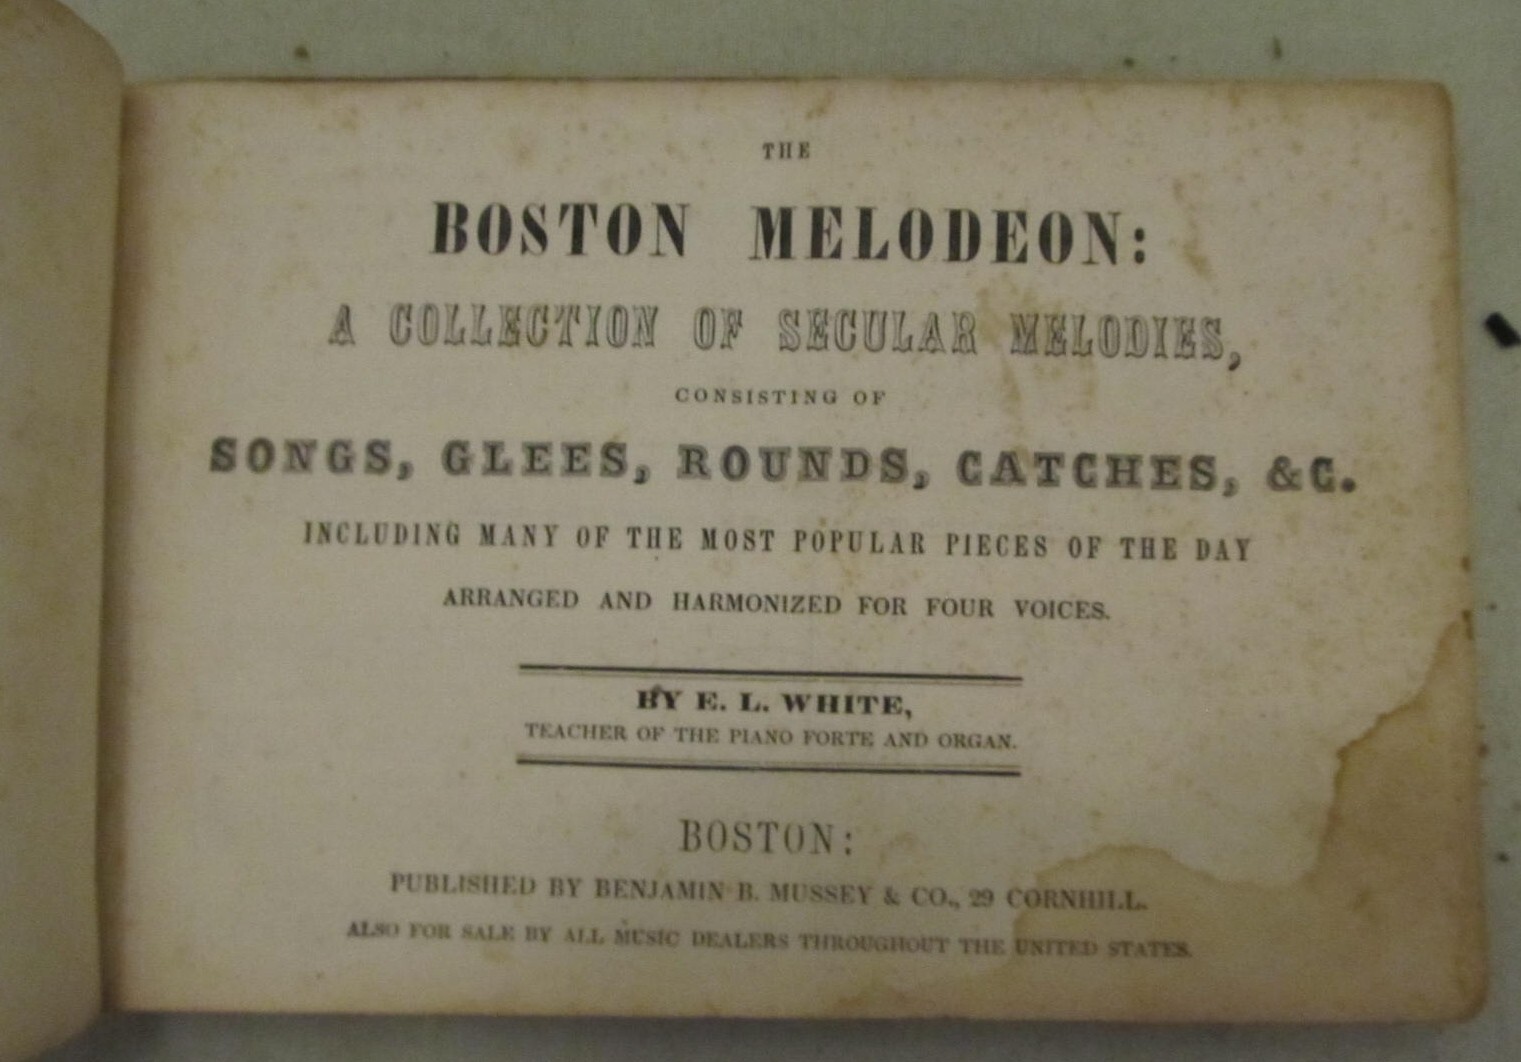 THE
BOSTON MELODEON:
A COLLECTION OF SECULAR MELODIES,
CONSISTING OF
SONGS, GLEES, ROUNDS, CATCHES, &C.
INCLUDING MANY OF THE MOST POPULAR PIECES OF THE DAY
ARRANGED AND HARMONIZED FOR FOUR VOICES.
BY E. L. WHITE,
TEACHER OF THE PIANO FORTE AND ORGAN.
BOSTON:
PUBLISHED BY BENJAMIN B. MUSSEY & CO., 29 CORNHILL.
ALSO FOR SALE BY ALL MUSIC DEALERS THROUGHOUT THE UNITED STATES.